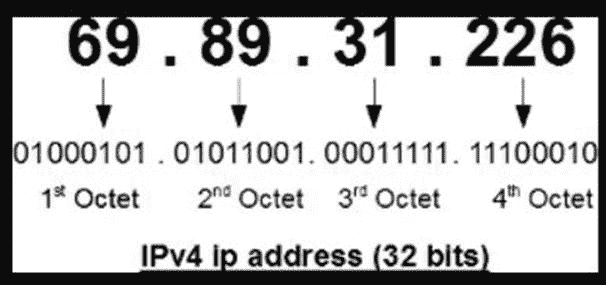 69 . 89 . 31 . 226
01000101 . 01011001. 00011111. 11100010
1st Octet 2nd Octet 3rd Octet 4th Octet
IPv4 ip address (32 bits)